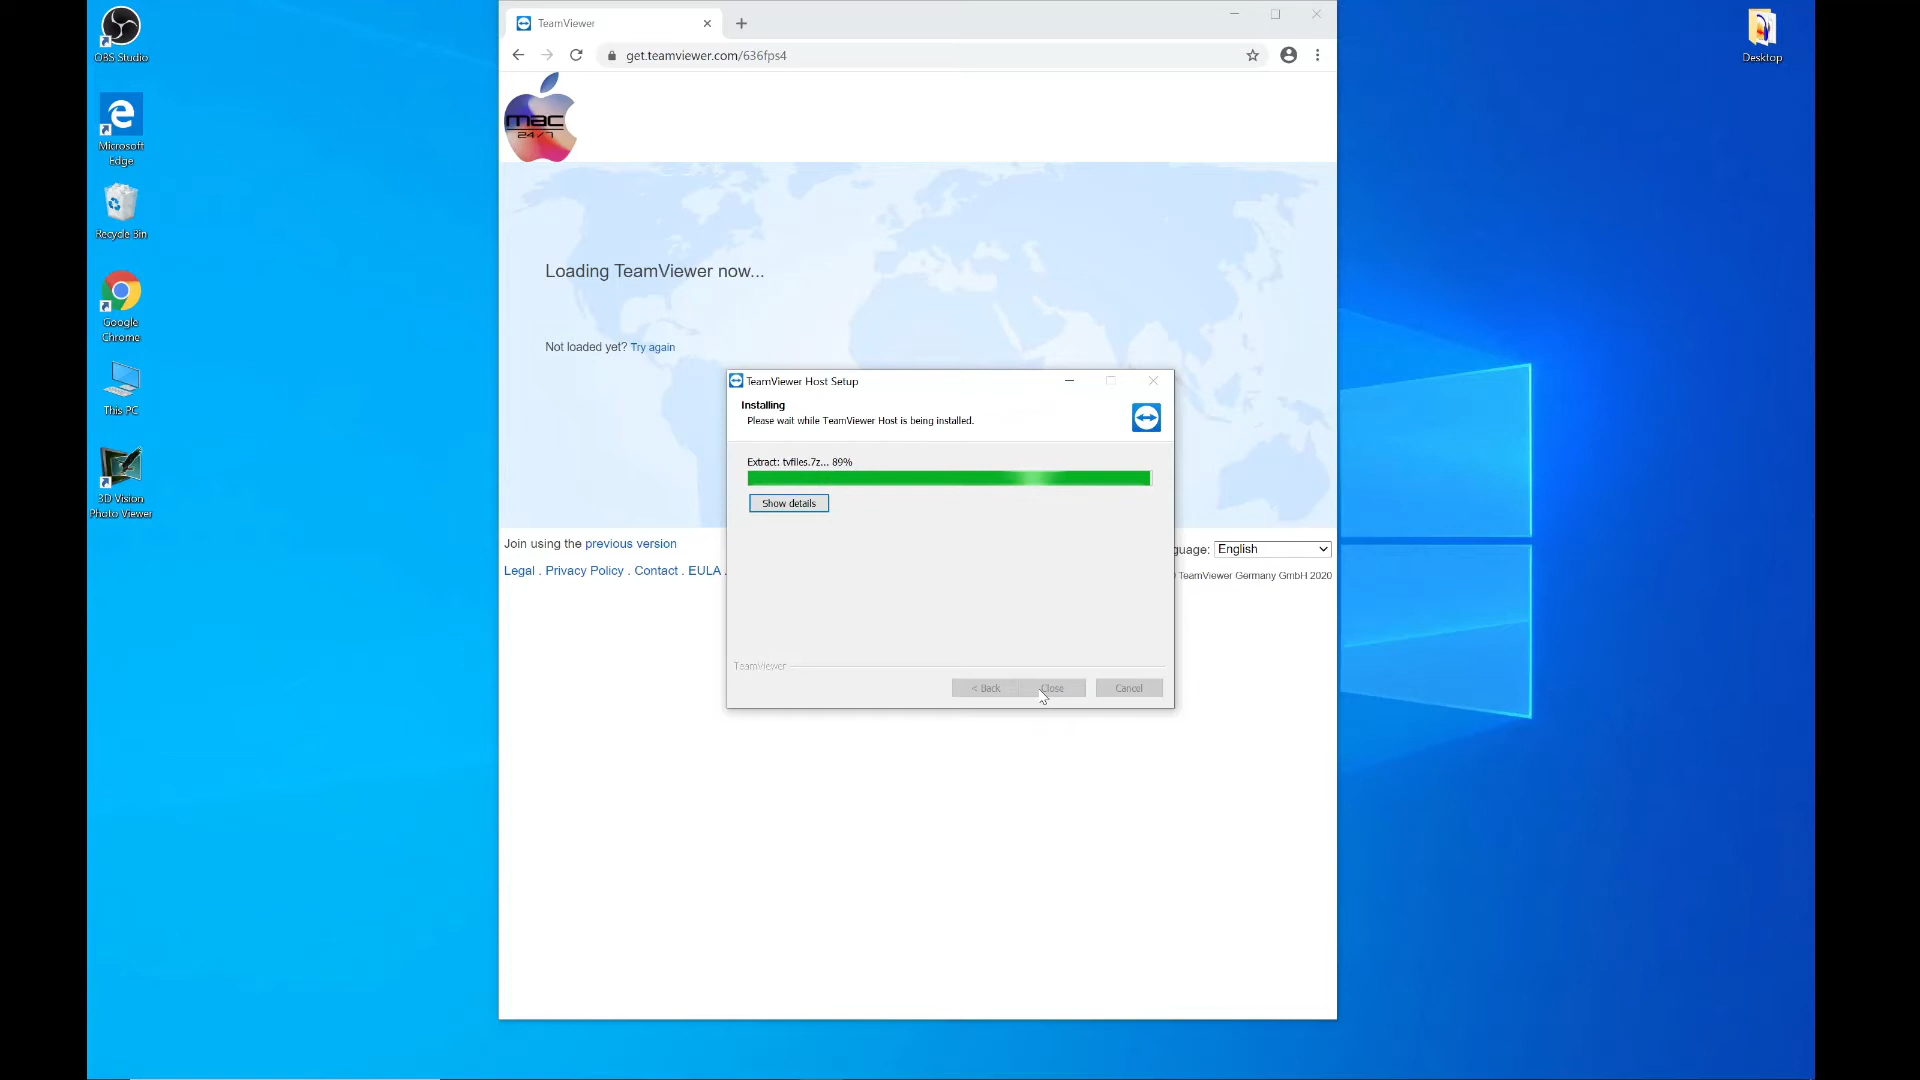 OBS Studio
Microsoft
Edge
Recycle Bin
Google
Chrome
This PC
3D Vision
Photo Viewer
Desktop
TeamViewer
get.teamviewer.com/636fps4
mac
24/7
Loading TeamViewer now...
Not loaded yet? Try again
TeamViewer Host Setup
Installing
Please wait while TeamViewer Host is being installed.
Extract: tvfiles.7z... 89%
Show details
TeamViewer
< Back
Close
Cancel
Join using the previous version
guage: English
Legal . Privacy Policy . Contact . EULA .
TeamViewer Germany GmbH 2020